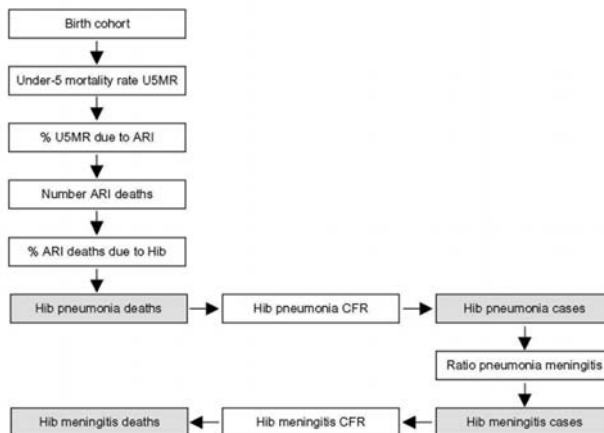 Birth cohort
Under-5 mortality rate U5MR
% U5MR due to ARI
Number ARI deaths
% ARI deaths due to Hib
Hib pneumonia deaths
Hib pneumonia CFR
Hib pneumonia cases
Ratio pneumonia meningitis
Hib meningitis deaths
Hib meningitis CFR
Hib meningitis cases